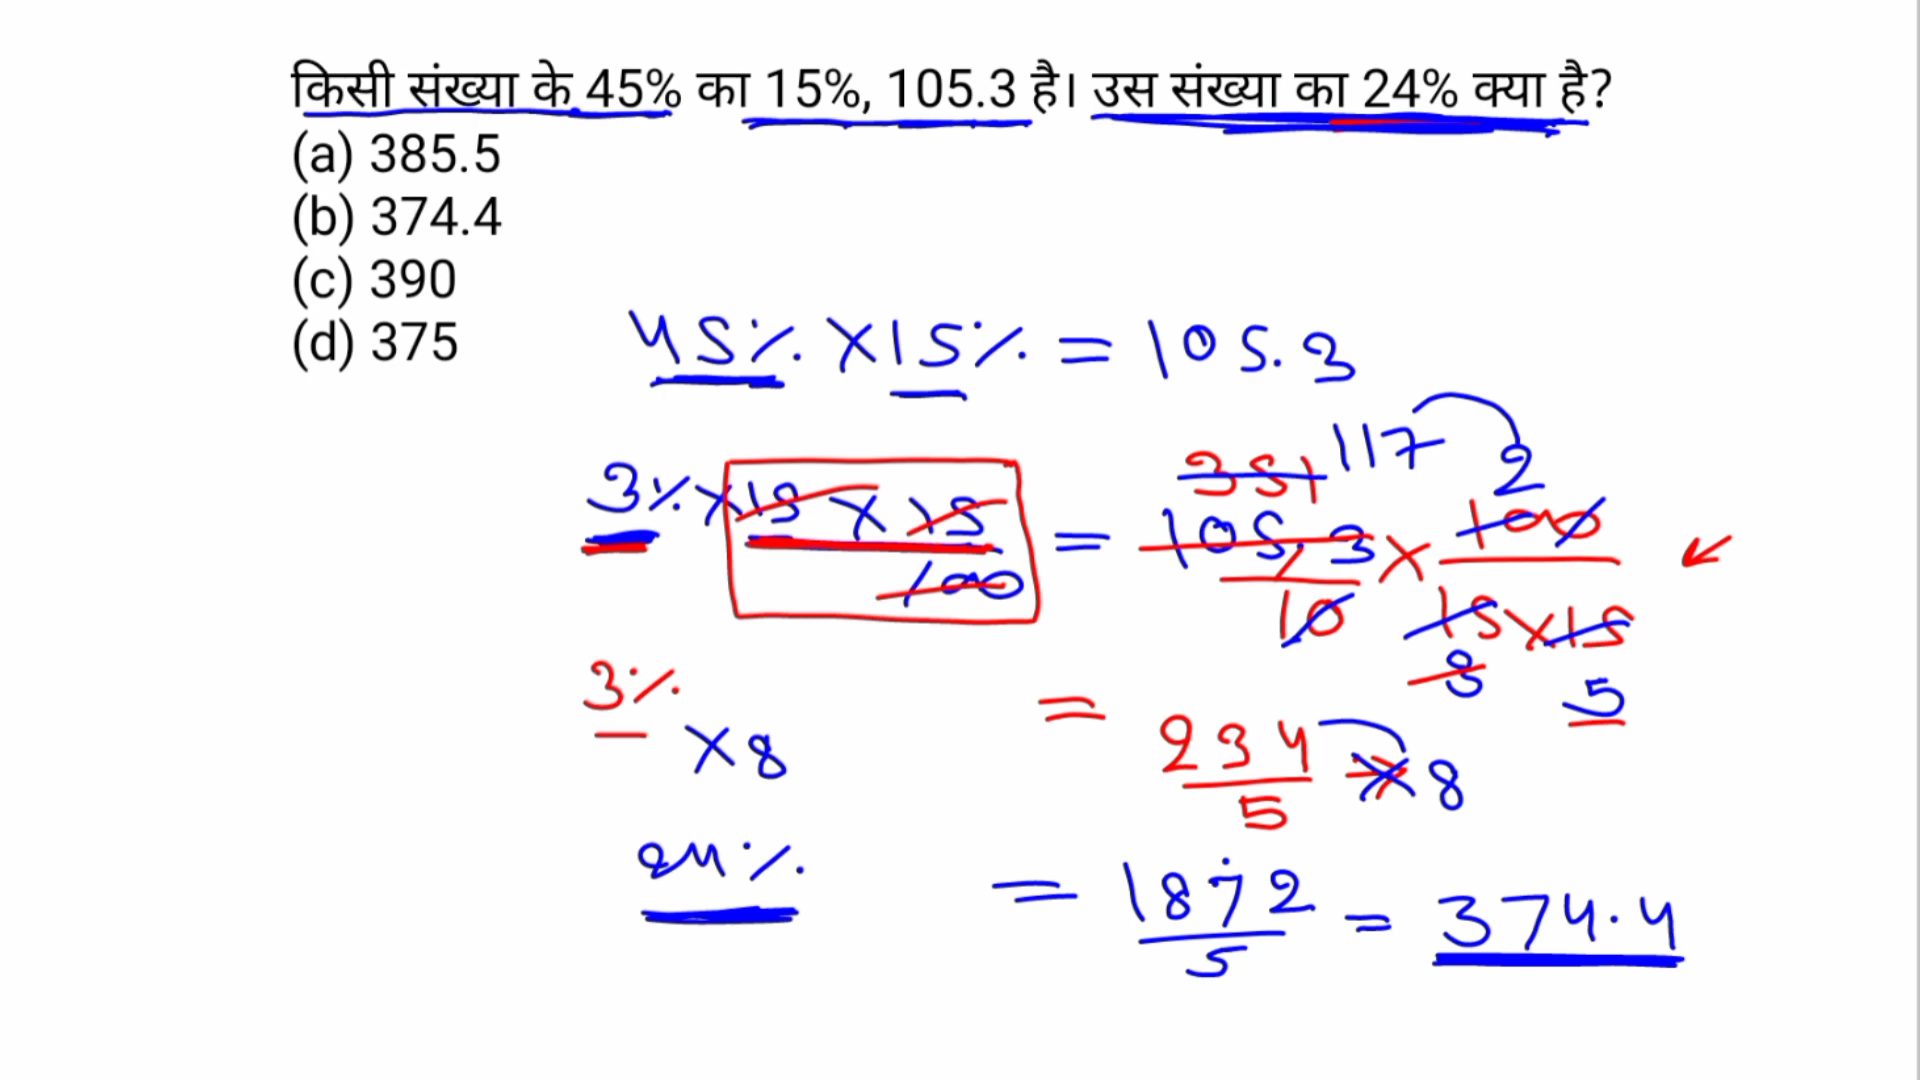 किसी संख्या के 45% का 15%, 105.3 है। उस संख्या का 24% क्या है?
(a) 385.5
(b) 374.4
(c) 390
(d) 375
45% × 15% = 105.3
351 117 2
3% × 15 × 15 = 105.3 × 100
100 10 15 × 15
3 5
3% = 234
× 8 × 8
5
24% = 1872 = 374.4
5